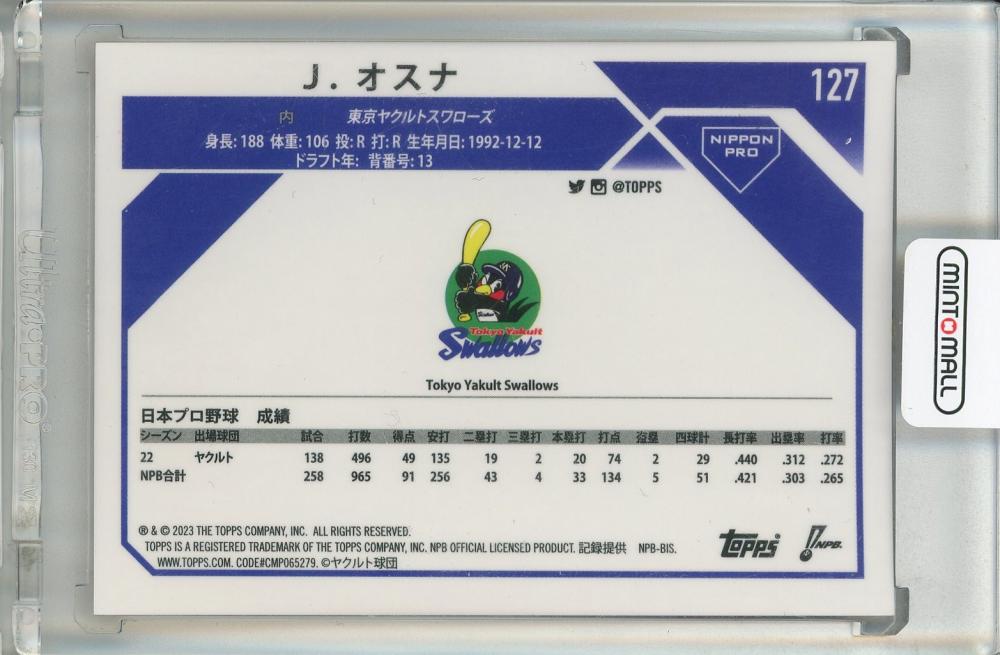 J. オスナ
127
内 東京ヤクルトスワローズ
身長: 188 体重: 106 投: R 打: R 生年月日: 1992-12-12
ドラフト年: 背番号: 13
NIPPON
PRO
@TOPPS
Tokyo Yakult
Swallows
Tokyo Yakult Swallows
日本プロ野球 成績
シーズン 出場球団 試合 打数 得点 安打 二塁打 三塁打 本塁打 打点 盗塁 四球計 長打率 出塁率 打率
22 ヤクルト 138 496 49 135 19 2 20 74 2 29 .440 .312 .272
NPB合計 258 965 91 256 43 4 33 134 5 51 .421 .303 .265
® & © 2023 THE TOPPS COMPANY, INC. ALL RIGHTS RESERVED.
TOPPS IS A REGISTERED TRADEMARK OF THE TOPPS COMPANY, INC. NPB OFFICIAL LICENSED PRODUCT. 記録提供 NPB-BIS.
WWW.TOPPS.COM. CODE#CMP065279. ©ヤクルト球団
topps
NPB.
MINT MALL
Ultra PRO